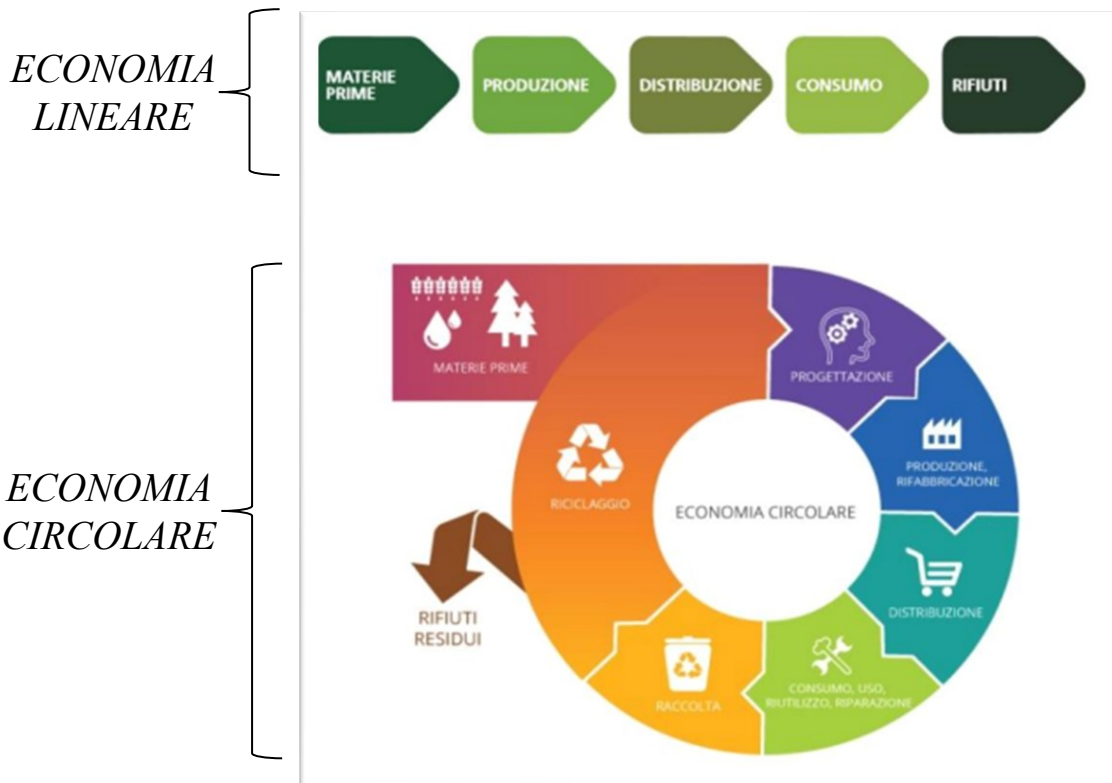 ECONOMIA
LINEARE
MATERIE
PRIME
PRODUZIONE
DISTRIBUZIONE
CONSUMO
RIFIUTI
ECONOMIA
CIRCOLARE
MATERIE PRIME
PROGETTAZIONE
PRODUZIONE,
RIFABBRICAZIONE
DISTRIBUZIONE
CONSUMO, USO,
RIUTILIZZO, RIPARAZIONE
RACCOLTA
RICICLAGGIO
RIFIUTI
RESIDUI
ECONOMIA CIRCOLARE